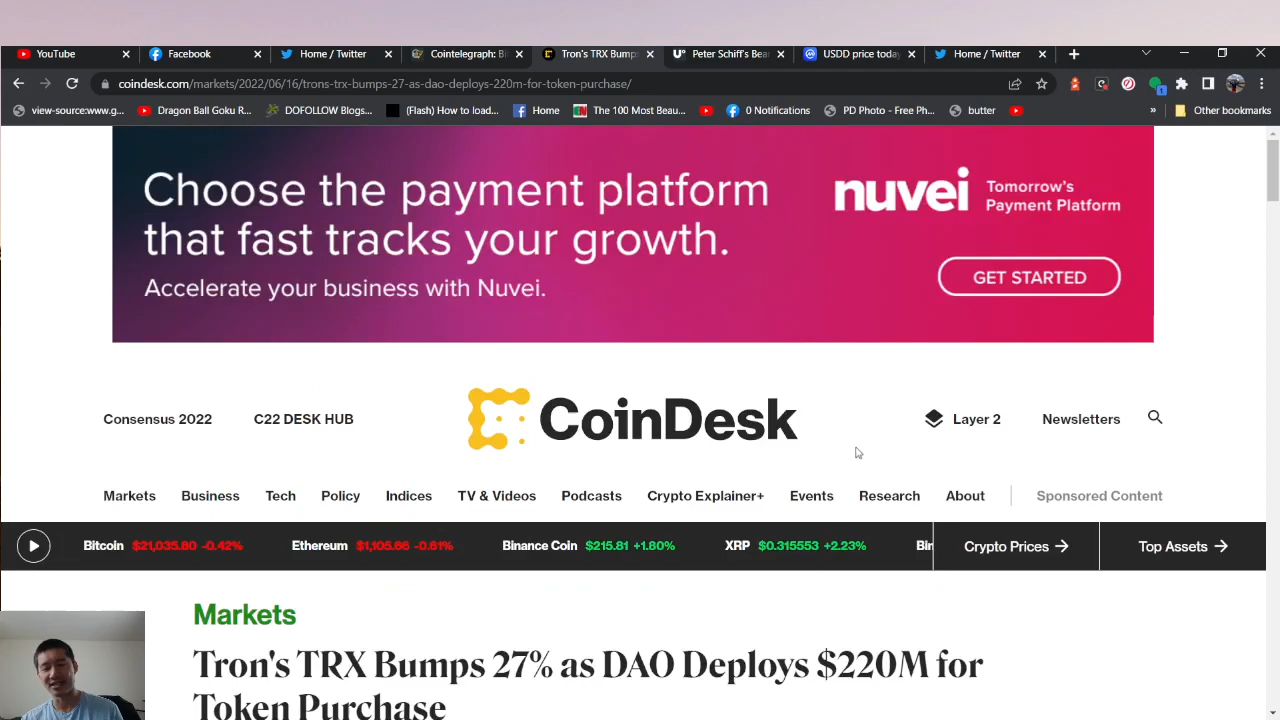 YouTube
Facebook
Home / Twitter
Cointelegraph: Bi
Tron's TRX Bumps
Peter Schiff's Bea
USDD price today
Home / Twitter
coindesk.com/markets/2022/06/16/trons-trx-bumps-27-as-dao-deploys-220m-for-token-purchase/
view-source:www.g...
Dragon Ball Goku R...
DOFOLLOW Blogs...
(Flash) How to load...
Home
The 100 Most Beau...
0 Notifications
PD Photo - Free Ph...
butter
»
Other bookmarks
Choose the payment platform
that fast tracks your growth.
Accelerate your business with Nuvei.
nuvei
Tomorrow's
Payment Platform
GET STARTED
Consensus 2022
C22 DESK HUB
CoinDesk
Layer 2
Newsletters
Markets
Business
Tech
Policy
Indices
TV & Videos
Podcasts
Crypto Explainer+
Events
Research
About
Sponsored Content
Bitcoin $21,035.80 -0.42%
Ethereum $1,105.66 -0.61%
Binance Coin $215.81 +1.80%
XRP $0.315553 +2.23%
Bin
Crypto Prices →
Top Assets →
Markets
Tron's TRX Bumps 27% as DAO Deploys $220M for
Token Purchase